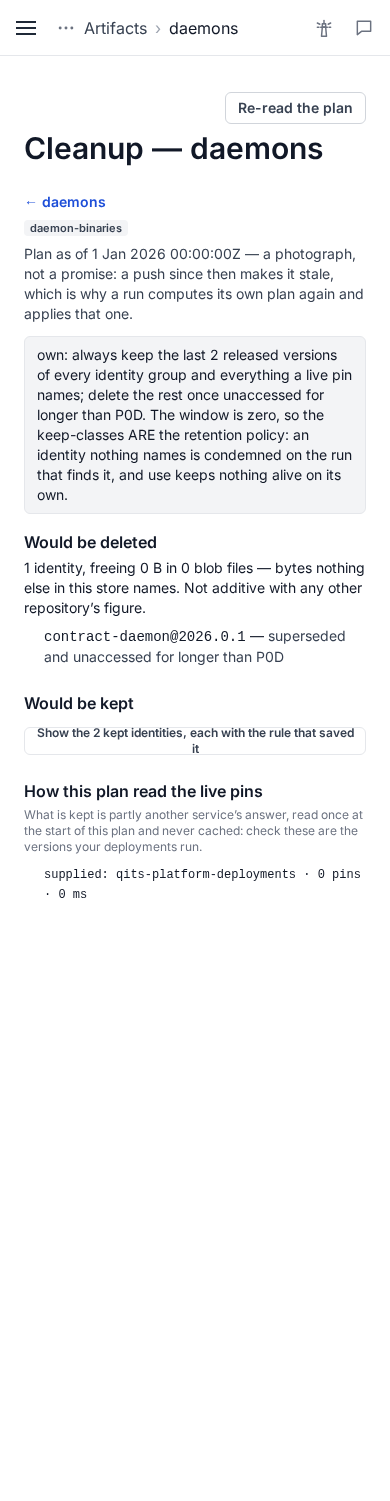 Artifacts › daemons
Re-read the plan
Cleanup — daemons
← daemons
daemon-binaries
Plan as of 1 Jan 2026 00:00:00Z — a photograph,
not a promise: a push since then makes it stale,
which is why a run computes its own plan again and
applies that one.
own: always keep the last 2 released versions
of every identity group and everything a live pin
names; delete the rest once unaccessed for
longer than P0D. The window is zero, so the
keep-classes ARE the retention policy: an
identity nothing names is condemned on the run
that finds it, and use keeps nothing alive on its
own.
Would be deleted
1 identity, freeing 0 B in 0 blob files — bytes nothing
else in this store names. Not additive with any other
repository’s figure.
contract-daemon@2026.0.1 — superseded
and unaccessed for longer than P0D
Would be kept
Show the 2 kept identities, each with the rule that saved
it
How this plan read the live pins
What is kept is partly another service’s answer, read once at
the start of this plan and never cached: check these are the
versions your deployments run.
supplied: qits-platform-deployments · 0 pins
· 0 ms